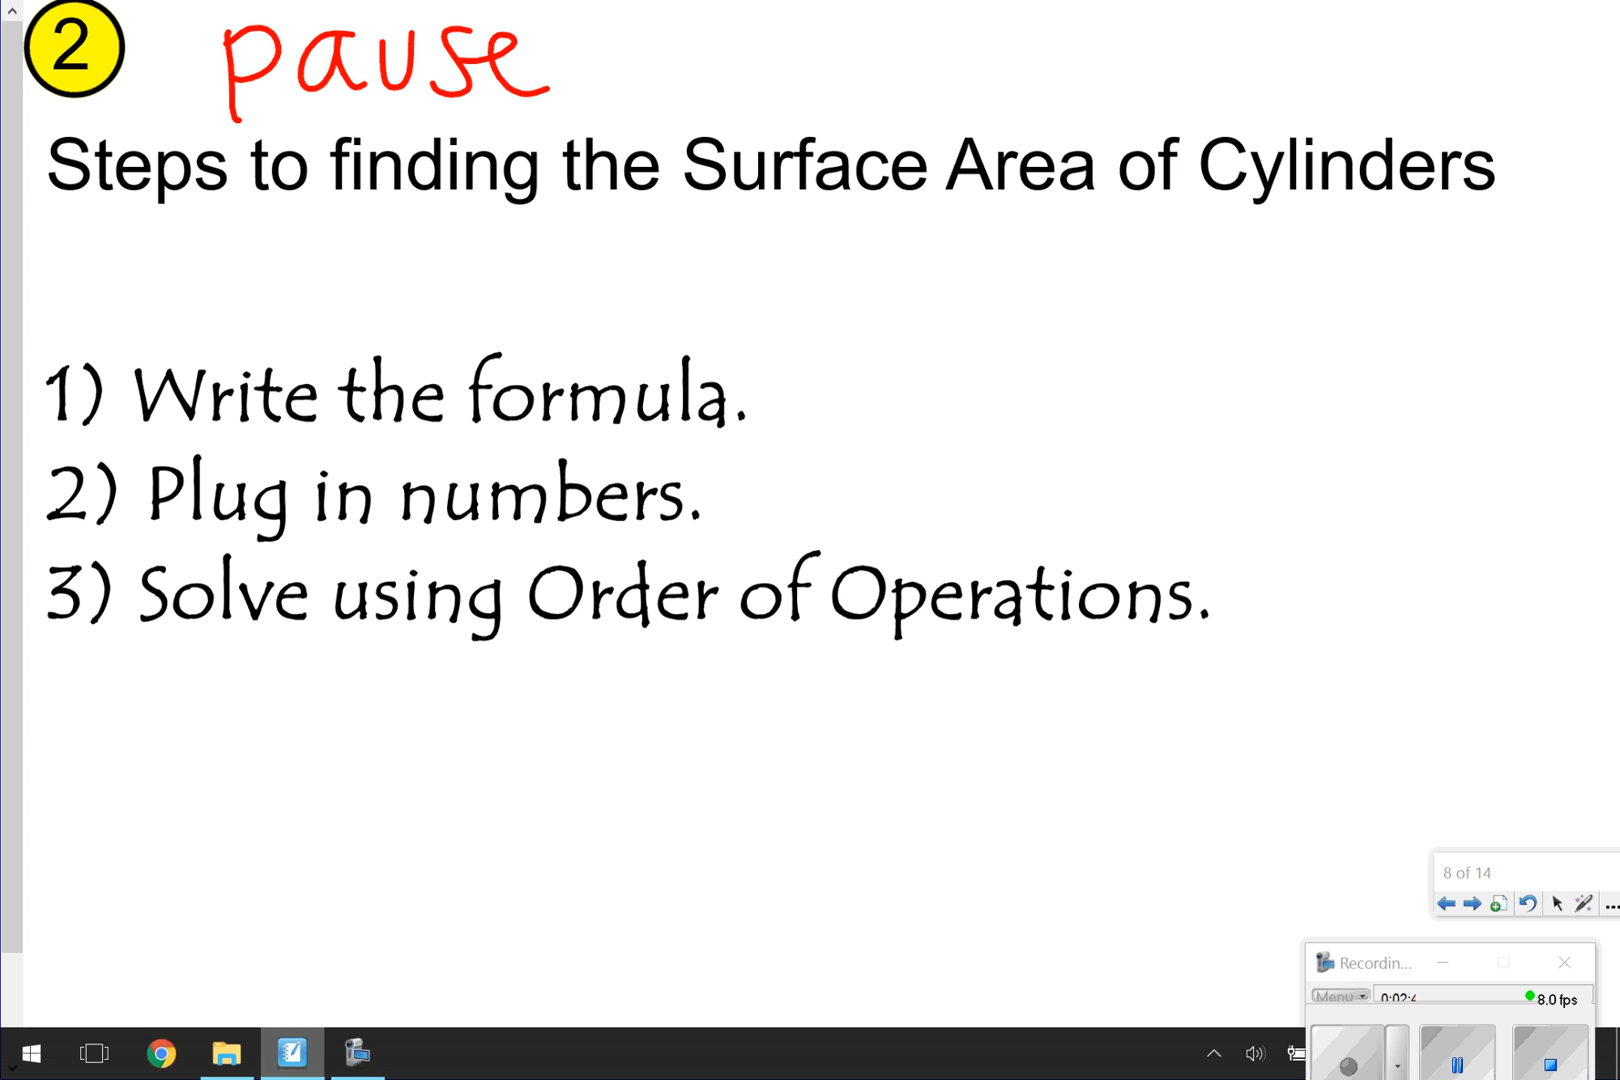 2 pause
Steps to finding the Surface Area of Cylinders
1) Write the formula.
2) Plug in numbers.
3) Solve using Order of Operations.
8 of 14
...
Recordin...
Menu
8.0 fps